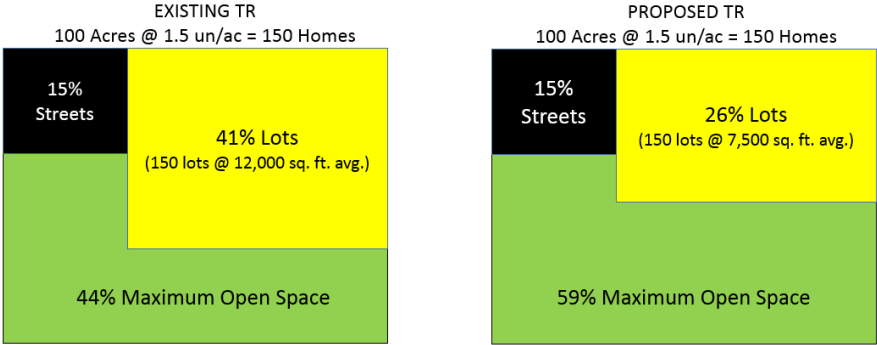 EXISTING TR
100 Acres @ 1.5 un/ac = 150 Homes
15%
Streets
41% Lots
(150 lots @ 12,000 sq. ft. avg.)
44% Maximum Open Space
PROPOSED TR
100 Acres @ 1.5 un/ac = 150 Homes
15%
Streets
26% Lots
(150 lots @ 7,500 sq. ft. avg.)
59% Maximum Open Space